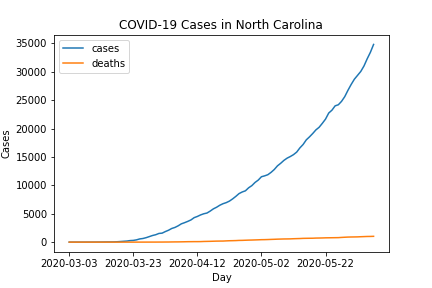 COVID-19 Cases in North Carolina
cases
deaths
35000
30000
25000
20000
15000
10000
5000
0
Cases
2020-03-03 2020-03-23 2020-04-12 2020-05-02 2020-05-22
Day